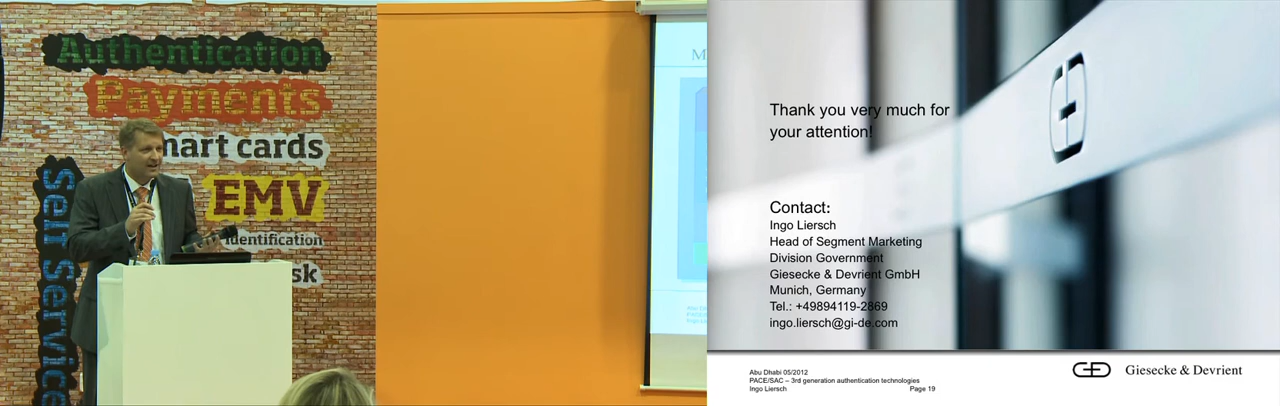 Authentication
Payments
mart cards
EMV
Identification
sk
Self Service
M
Thank you very much for
your attention!
Contact:
Ingo Liersch
Head of Segment Marketing
Division Government
Giesecke & Devrient GmbH
Munich, Germany
Tel.: +49894119-2869
ingo.liersch@gi-de.com
Abu Dhabi 05/2012
PACE/SAC – 3rd generation authentication technologies
Ingo Liersch Page 19
Giesecke & Devrient